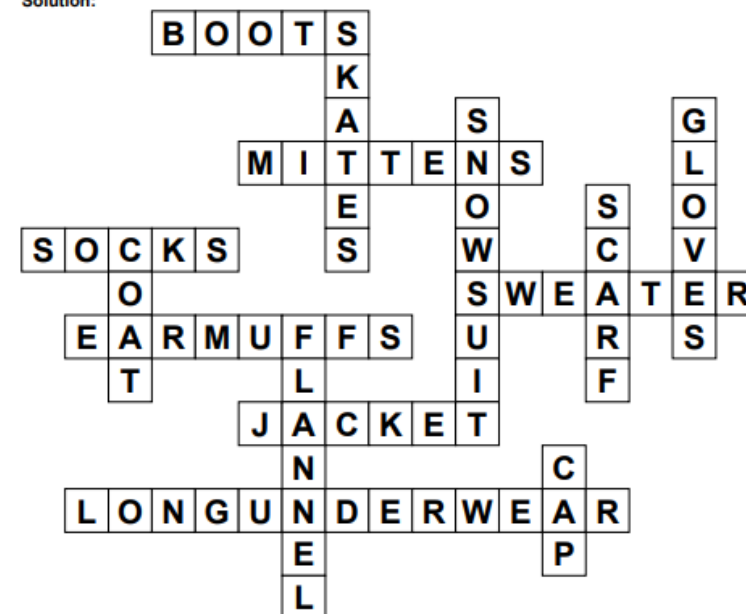 Solution:
BOOTS
SKATES
SNOWSUIT
GLOVES
MITTENS
SCARF
SOCKS
COAT
SWEATER
EARMUFFS
FLANNEL
JACKET
CAP
LONGUNDERWEAR